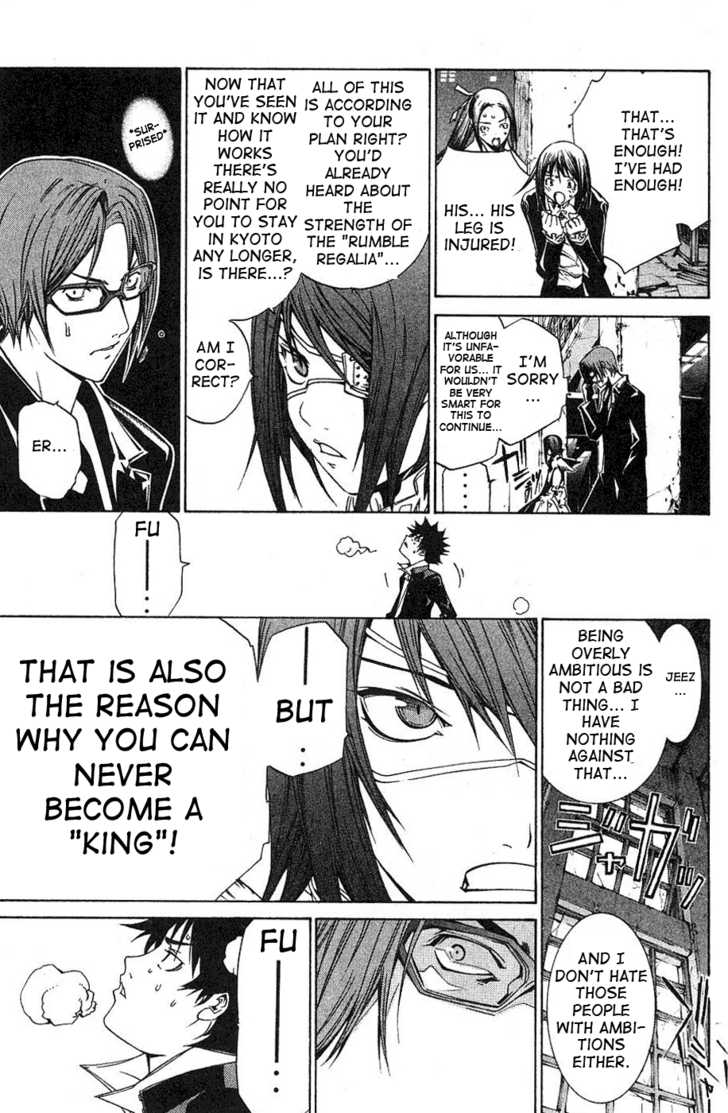 THAT...
THAT'S
ENOUGH!
I'VE HAD
ENOUGH!
HIS... HIS
LEG IS
INJURED!
I'M
SORRY
...
ALTHOUGH
IT'S UNFA-
VORABLE
FOR US... IT
WOULDN'T
BE VERY
SMART FOR
THIS TO
CONTINUE...
...
ALL OF THIS
IS ACCORDING
TO YOUR
PLAN RIGHT?
YOU'D
ALREADY
HEARD ABOUT
THE
STRENGTH OF
THE "RUMBLE
REGALIA"...
NOW THAT
YOU'VE SEEN
IT AND KNOW
HOW IT
WORKS
THERE'S
REALLY NO
POINT FOR
YOU TO STAY
IN KYOTO
ANY LONGER,
IS THERE...?
AM I
COR-
RECT?
*SUR-
PRISED*
ER...
FU
—
...
JEEZ
...
BEING
OVERLY
AMBITIOUS IS
NOT A BAD
THING... I
HAVE
NOTHING
AGAINST
THAT...
ジャガッ
AND I
DON'T HATE
THOSE
PEOPLE
WITH AMBI-
TIONS
EITHER.
—
BUT
...
THAT IS ALSO
THE REASON
WHY YOU CAN
NEVER
BECOME A
"KING"!
FU
—
...